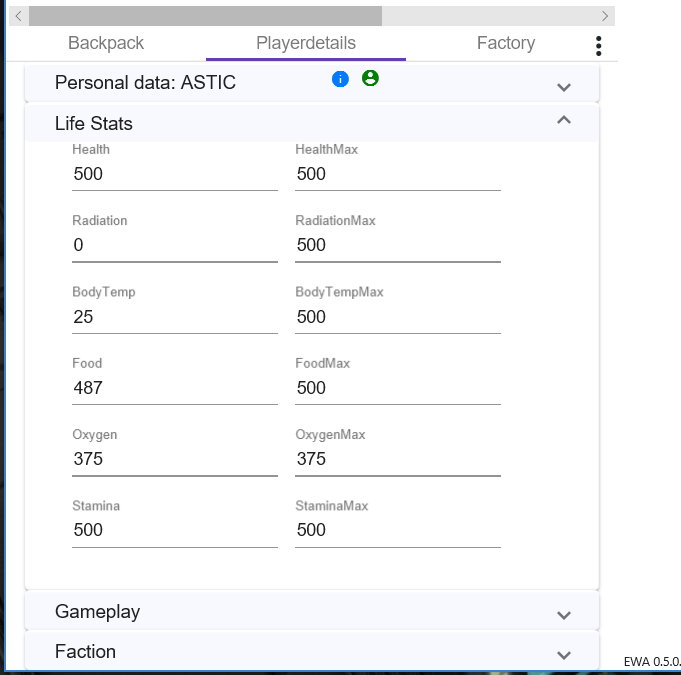 Backpack Playerdetails Factory
Personal data: ASTIC
Life Stats
Health HealthMax
500 500
Radiation RadiationMax
0 500
BodyTemp BodyTempMax
25 500
Food FoodMax
487 500
Oxygen OxygenMax
375 375
Stamina StaminaMax
500 500
Gameplay
Faction
EWA 0.5.0.